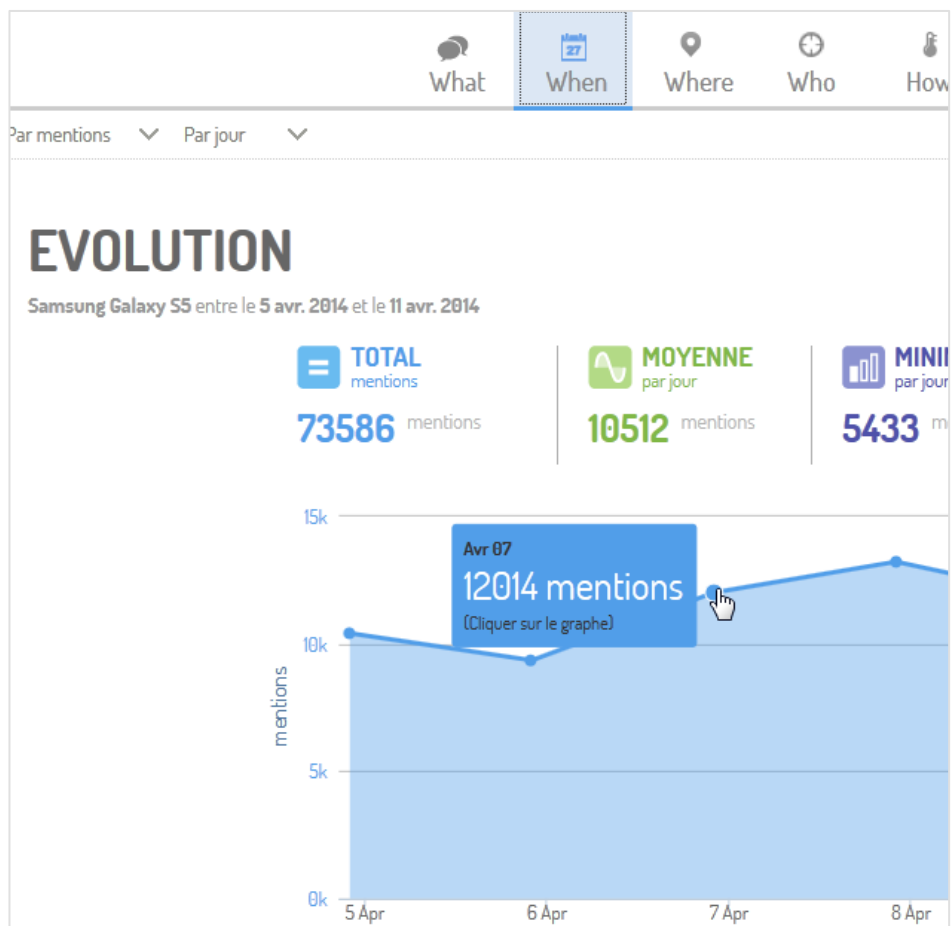 What
27
When
Where
Who
How
Par mentions
Par jour
EVOLUTION
Samsung Galaxy S5 entre le 5 avr. 2014 et le 11 avr. 2014
TOTAL
mentions
73586 mentions
MOYENNE
par jour
10512 mentions
MINI
par jour
5433 m
15k
Avr 07
12014 mentions
(Cliquer sur le graphe)
10k
mentions
5k
0k
5 Apr
6 Apr
7 Apr
8 Apr